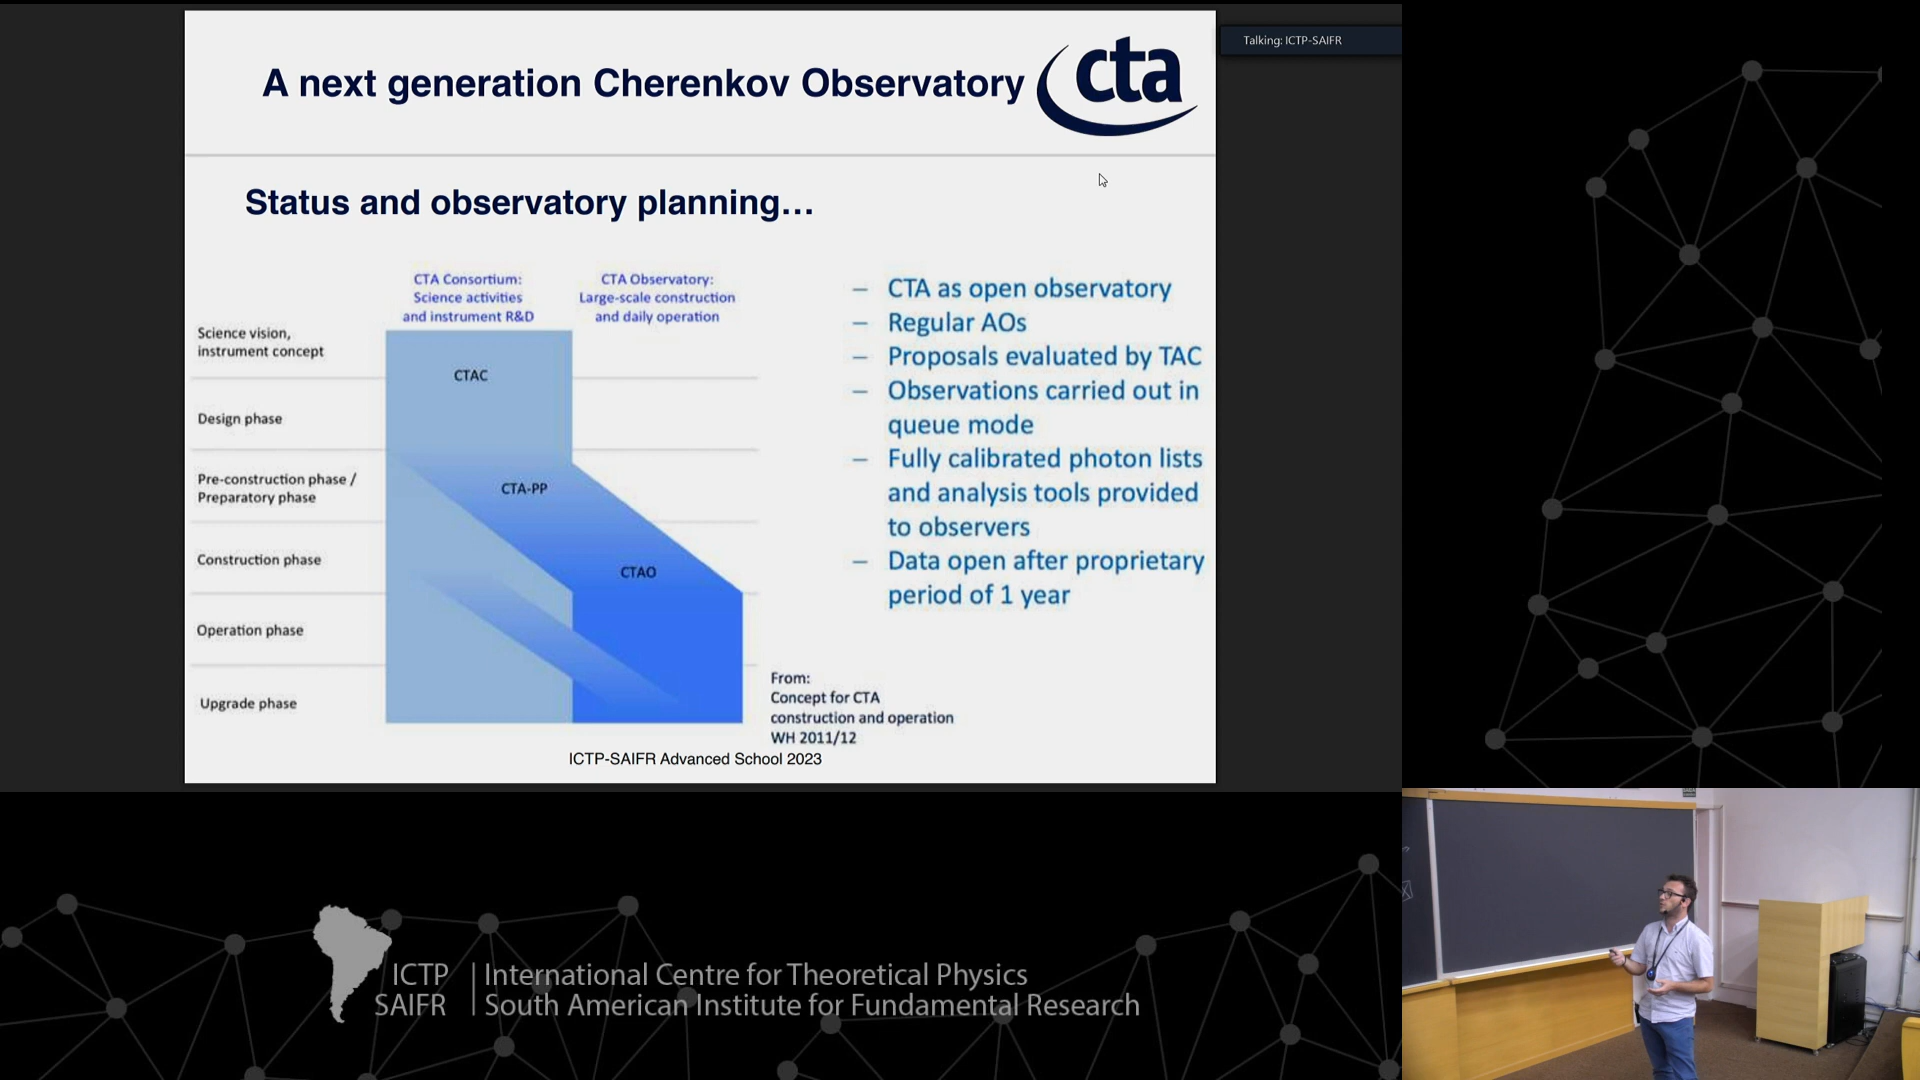 A next generation Cherenkov Observatory
cta
Talking: ICTP-SAIFR
Status and observatory planning...
CTA Consortium:
Science activities
and instrument R&D
CTA Observatory:
Large-scale construction
and daily operation
Science vision,
instrument concept
Design phase
Pre-construction phase /
Preparatory phase
Construction phase
Operation phase
Upgrade phase
CTAC
CTA-PP
CTAO
– CTA as open observatory
– Regular AOs
– Proposals evaluated by TAC
– Observations carried out in
queue mode
– Fully calibrated photon lists
and analysis tools provided
to observers
– Data open after proprietary
period of 1 year
From:
Concept for CTA
construction and operation
WH 2011/12
ICTP-SAIFR Advanced School 2023
ICTP | International Centre for Theoretical Physics
SAIFR | South American Institute for Fundamental Research